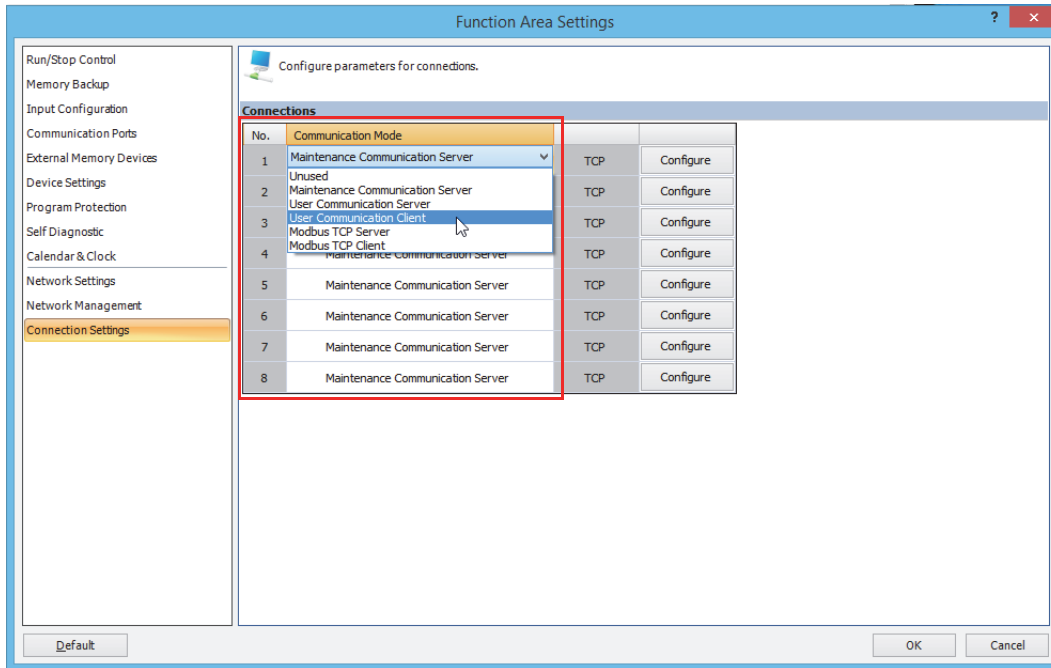 Function Area Settings
?
Run/Stop Control
Memory Backup
Input Configuration
Communication Ports
External Memory Devices
Device Settings
Program Protection
Self Diagnostic
Calendar & Clock
Network Settings
Network Management
Connection Settings
Configure parameters for connections.
Connections
No. Communication Mode
1 Maintenance Communication Server TCP Configure
Unused
Maintenance Communication Server
User Communication Server
User Communication Client
Modbus TCP Server
Modbus TCP Client
2 TCP Configure
3 TCP Configure
4 Maintenance Communication Server TCP Configure
5 Maintenance Communication Server TCP Configure
6 Maintenance Communication Server TCP Configure
7 Maintenance Communication Server TCP Configure
8 Maintenance Communication Server TCP Configure
Default OK Cancel